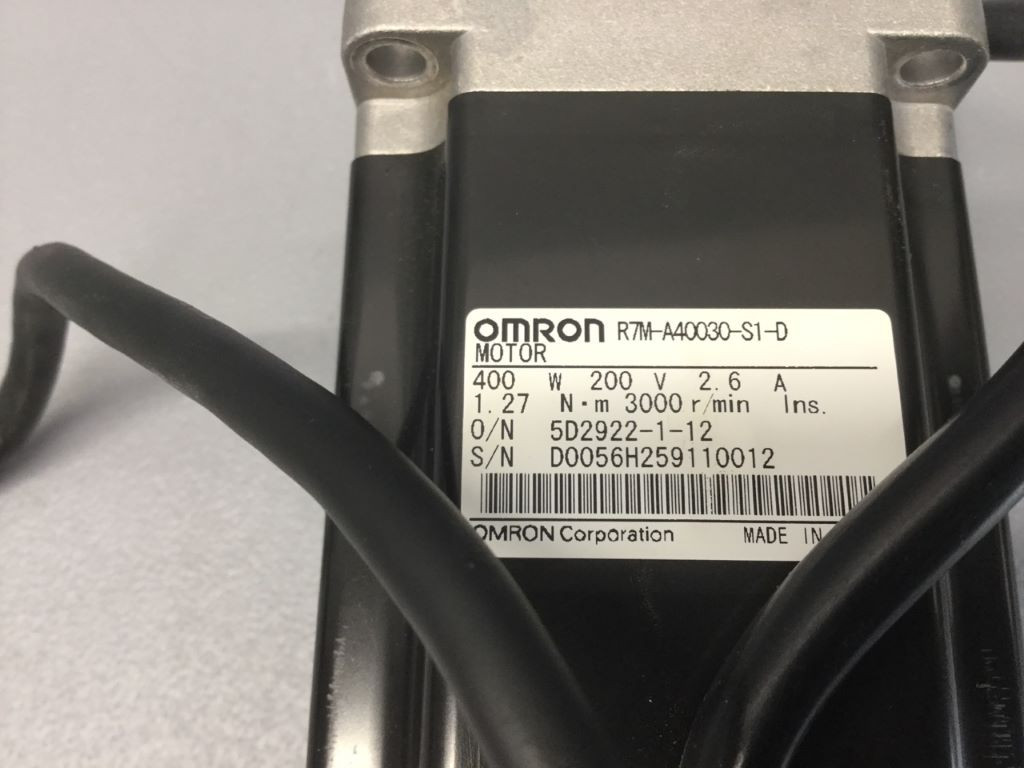 OMRON R7M-A40030-S1-D
MOTOR
400 W 200 V 2.6 A
1.27 N·m 3000 r/min Ins.
O/N 5D2922-1-12
S/N D0056H259110012
OMRON Corporation MADE IN